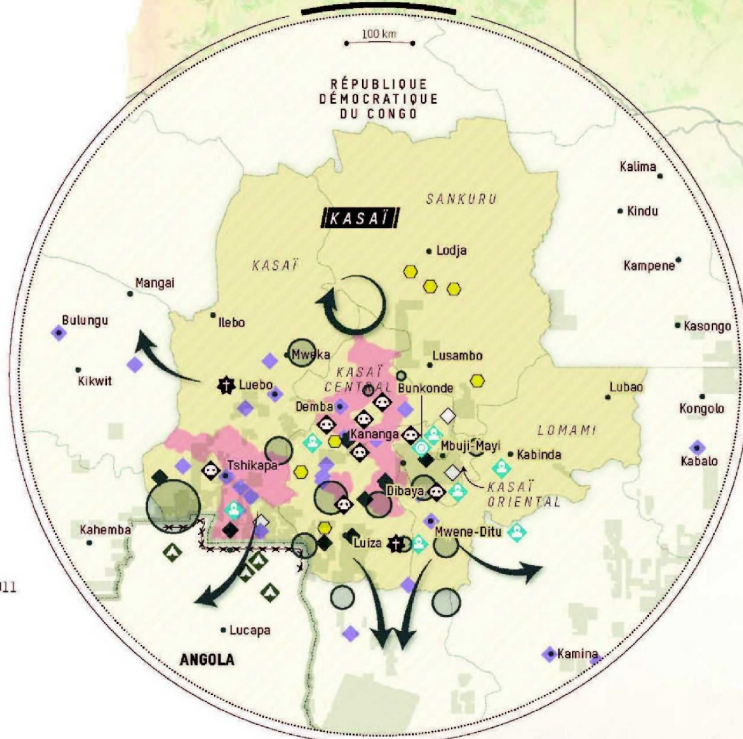 100 km
RÉPUBLIQUE
DÉMOCRATIQUE
DU CONGO
Kalima
SANKURU
Kindu
KASAÏ
KASAÏ
Lodja
Kampene
Mangai
Bulungu
Ilebo
Kasongo
Mweka
Lusambo
Kikwit
Luebo
KASAÏ
CENTRAL
Bunkonde
Lubao
Kongolo
Demba
LOMAMI
Kananga
Mbuji-Mayi
Kabinda
Kabalo
Tshikapa
Dibaya
KASAÏ
ORIENTAL
Kahemba
Luiza
Mwene-Ditu
011
Lucapa
ANGOLA
Kamina